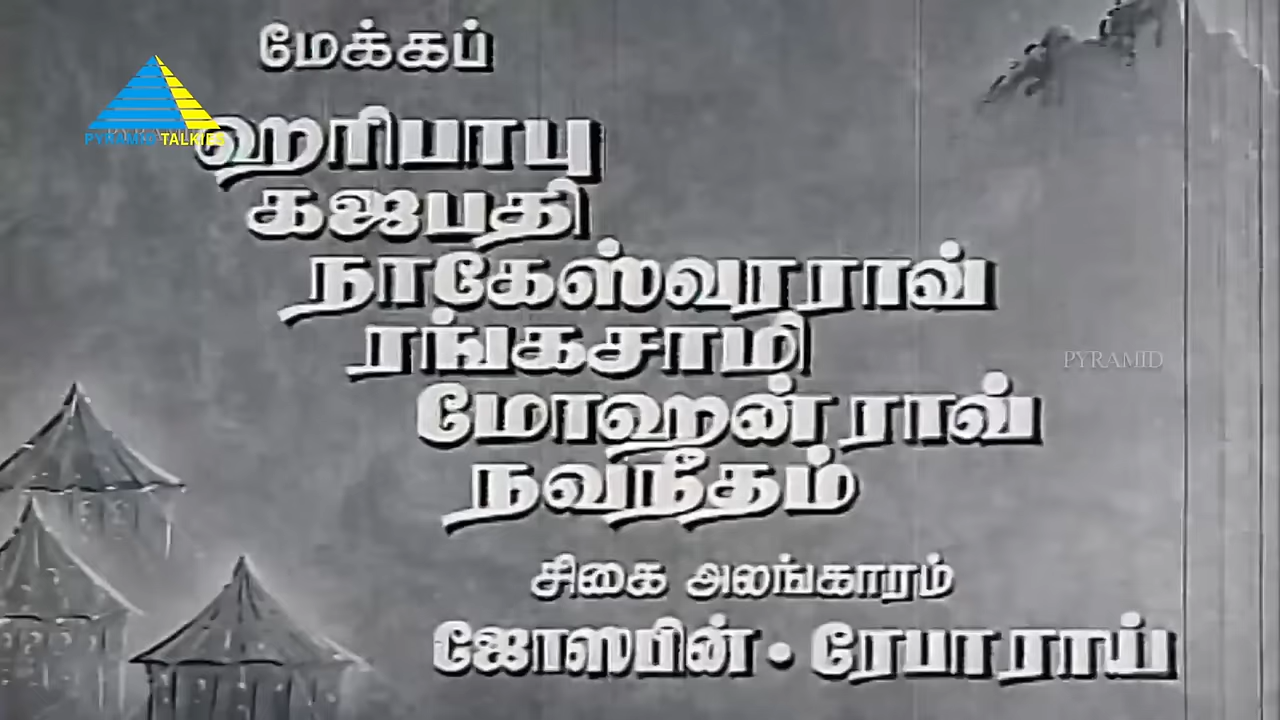 மேக்கப்
PYRAMID TALKIES
ஹரிபாபு
கஜபதி
நாகேஸ்வரராவ்
ரங்கசாமி
PYRAMID
மோஹன் ராவ்
நவநீதம்
சிகை அலங்காரம்
ஜோஸபின் • ரேபா ராய்